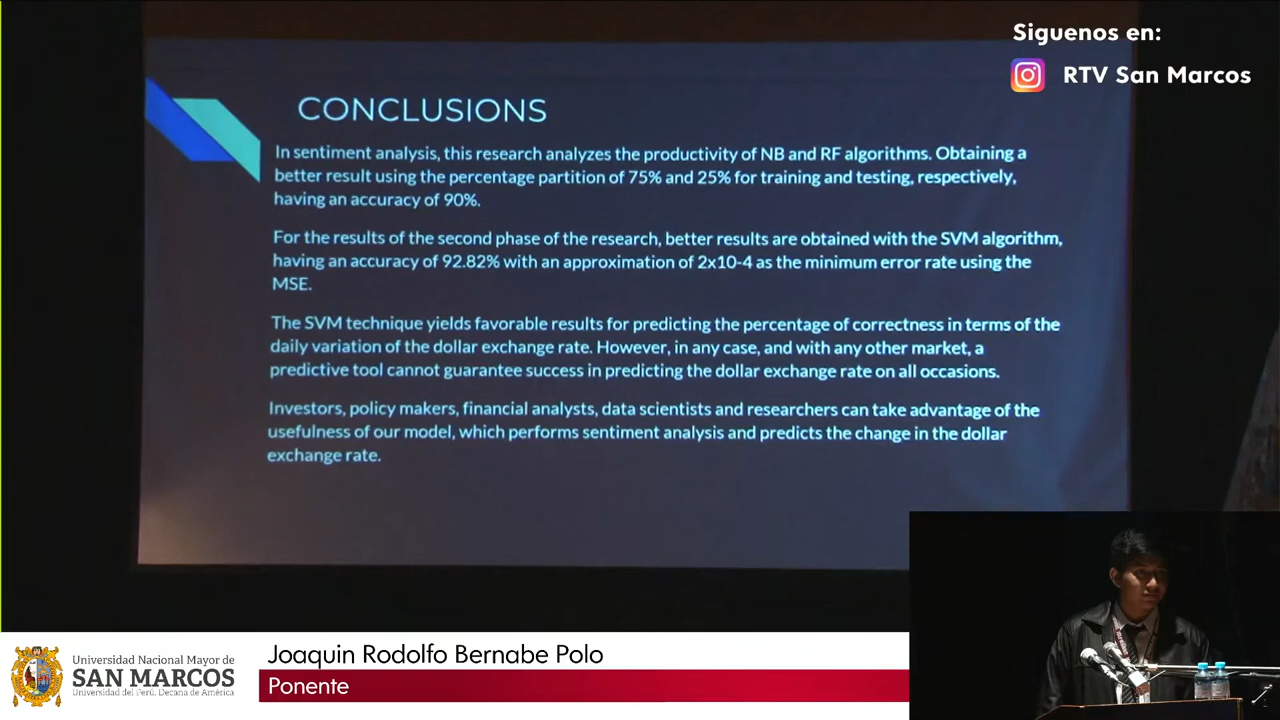 Siguenos en:
RTV San Marcos
CONCLUSIONS
In sentiment analysis, this research analyzes the productivity of NB and RF algorithms. Obtaining a
better result using the percentage partition of 75% and 25% for training and testing, respectively,
having an accuracy of 90%.
For the results of the second phase of the research, better results are obtained with the SVM algorithm,
having an accuracy of 92.82% with an approximation of 2x10-4 as the minimum error rate using the
MSE.
The SVM technique yields favorable results for predicting the percentage of correctness in terms of the
daily variation of the dollar exchange rate. However, in any case, and with any other market, a
predictive tool cannot guarantee success in predicting the dollar exchange rate on all occasions.
Investors, policy makers, financial analysts, data scientists and researchers can take advantage of the
usefulness of our model, which performs sentiment analysis and predicts the change in the dollar
exchange rate.
Universidad Nacional Mayor de
SAN MARCOS
Universidad del Perú. Decana de América
Joaquin Rodolfo Bernabe Polo
Ponente